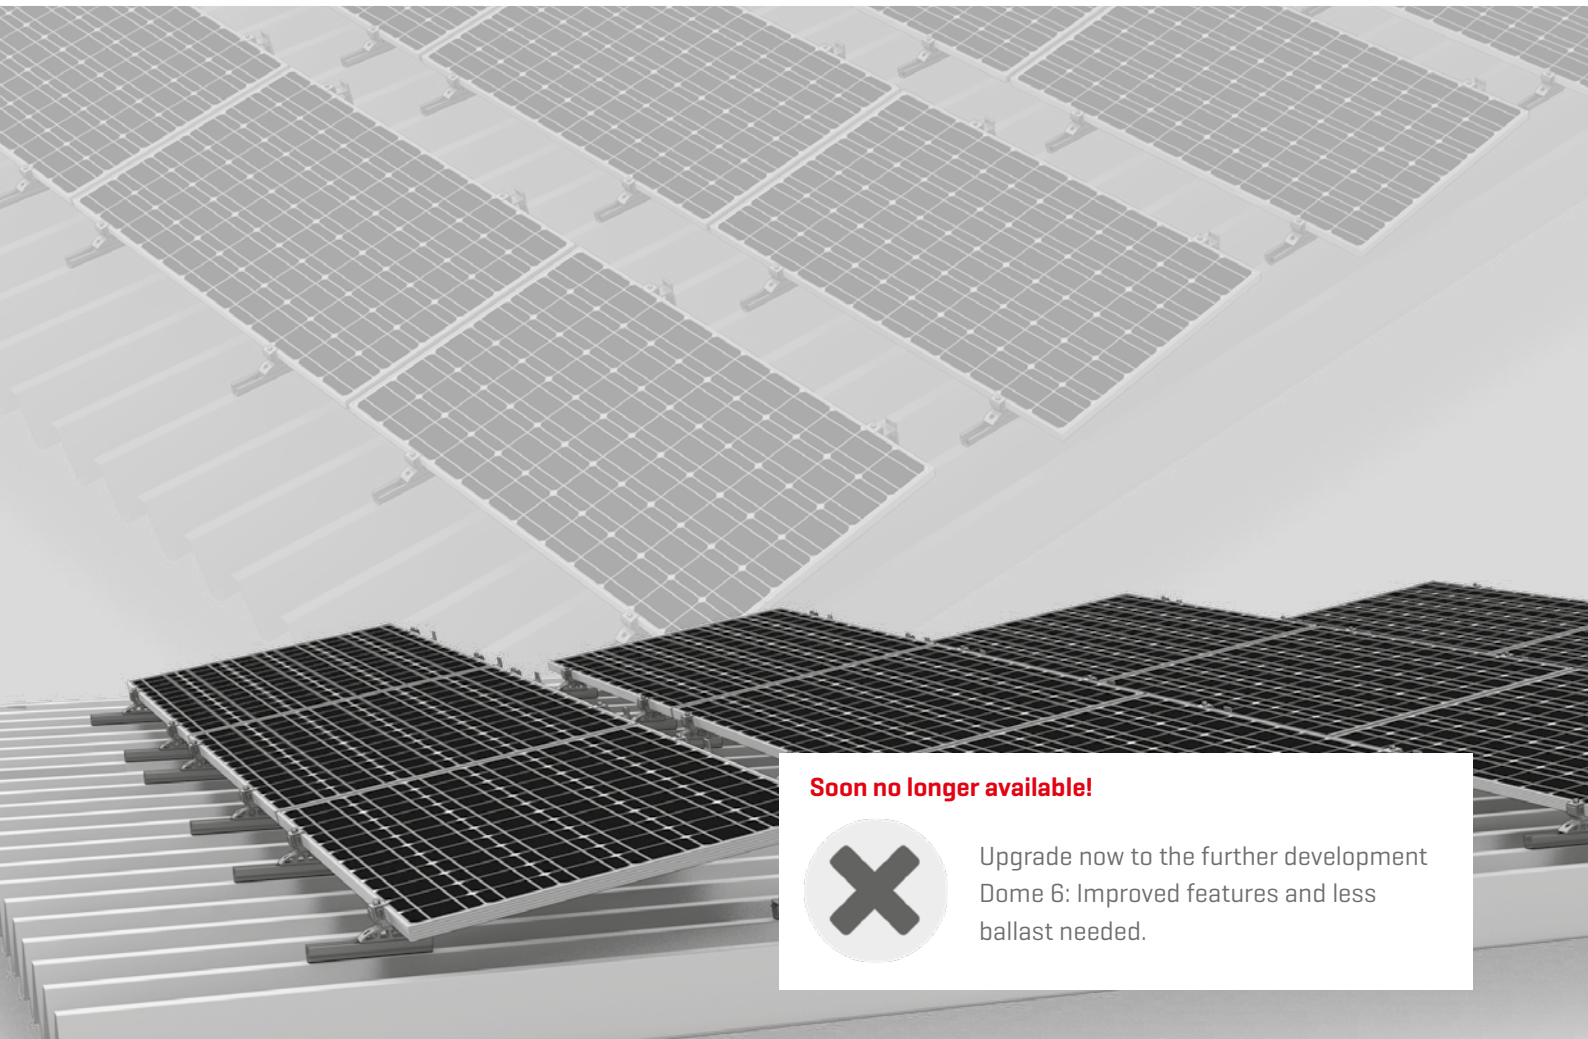 Soon no longer available!
Upgrade now to the further development
Dome 6: Improved features and less
ballast needed.